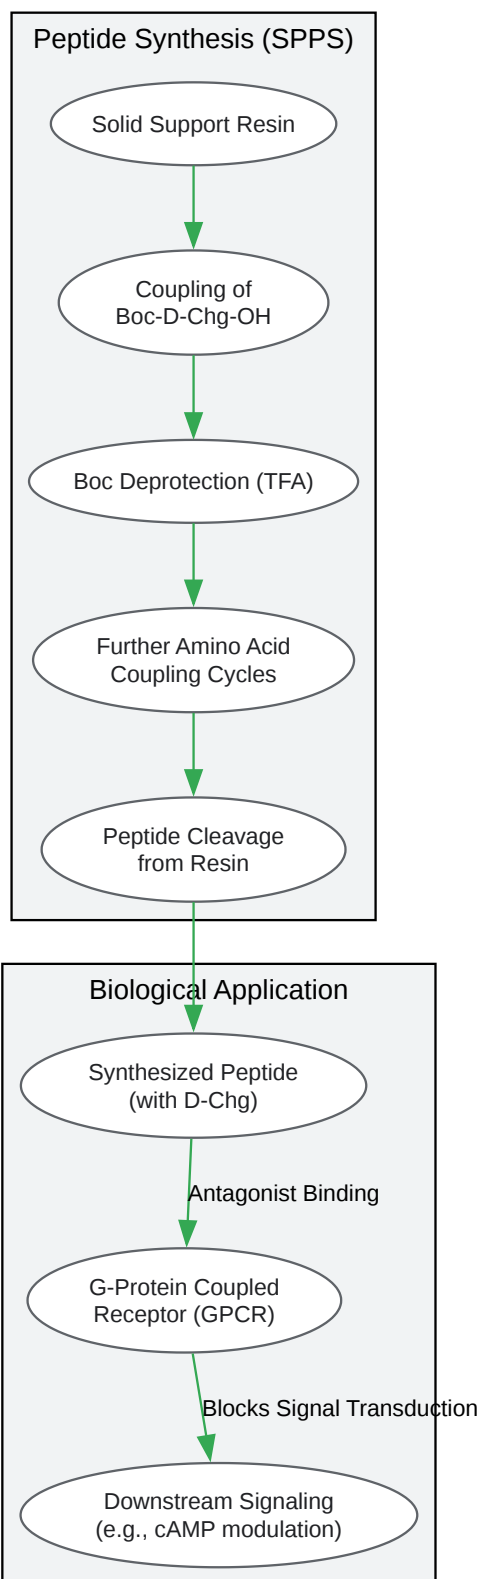 Peptide Synthesis (SPPS)
Solid Support Resin
Coupling of
Boc-D-Chg-OH
Boc Deprotection (TFA)
Further Amino Acid
Coupling Cycles
Peptide Cleavage
from Resin
Biological Application
Synthesized Peptide
(with D-Chg)
Antagonist Binding
G-Protein Coupled
Receptor (GPCR)
Blocks Signal Transduction
Downstream Signaling
(e.g., cAMP modulation)